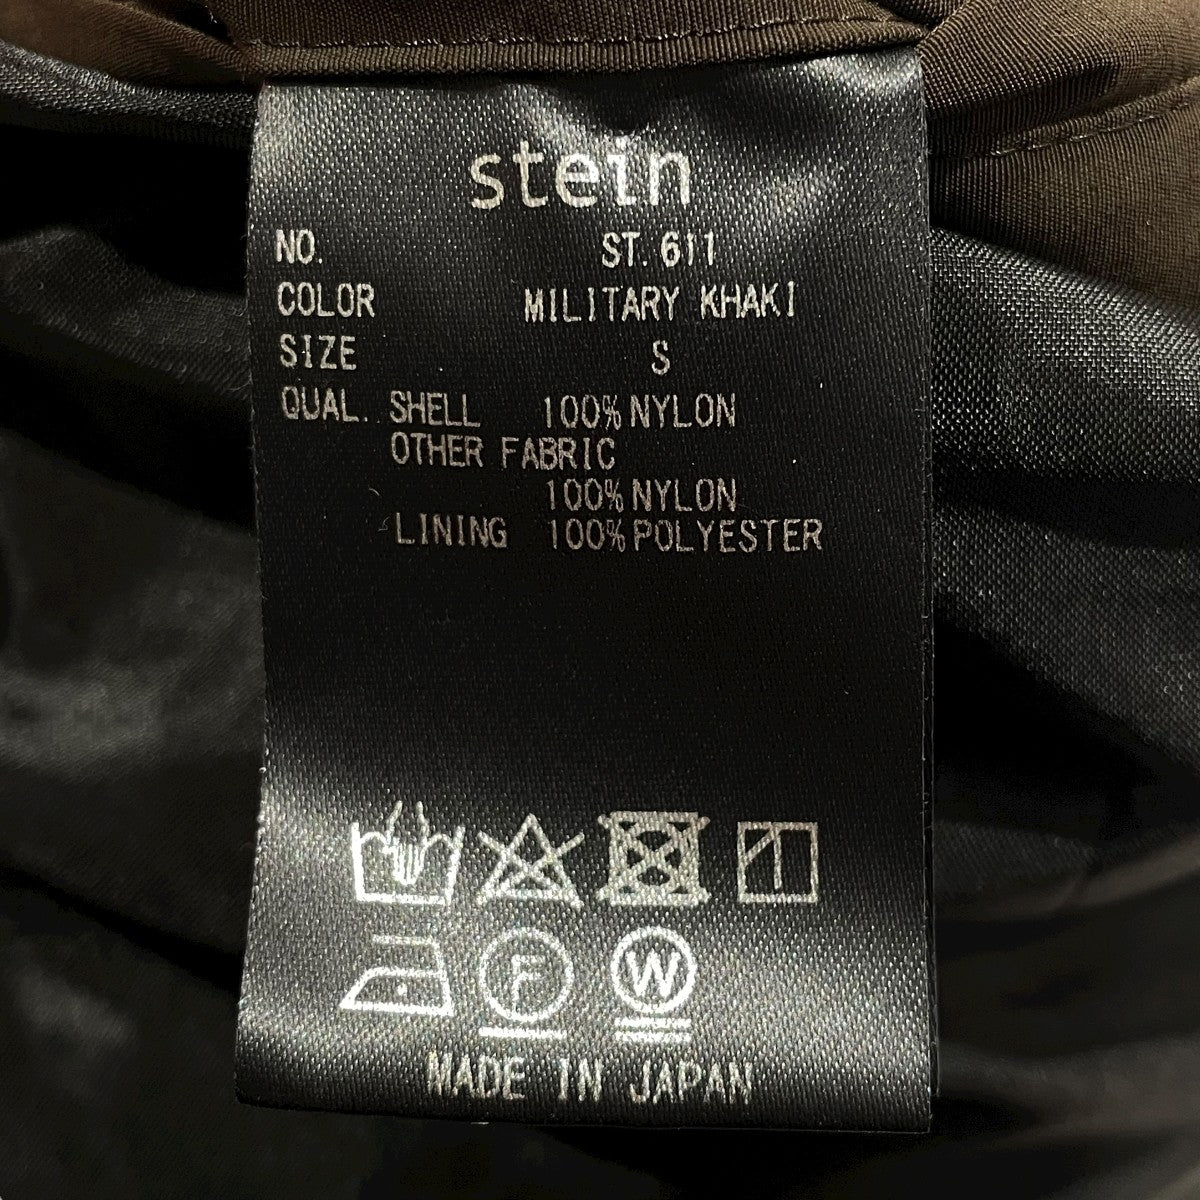 stein
NO. ST.611
COLOR MILITARY KHAKI
SIZE S
QUAL. SHELL 100%NYLON
OTHER FABRIC
100%NYLON
LINING 100%POLYESTER
F W
MADE IN JAPAN